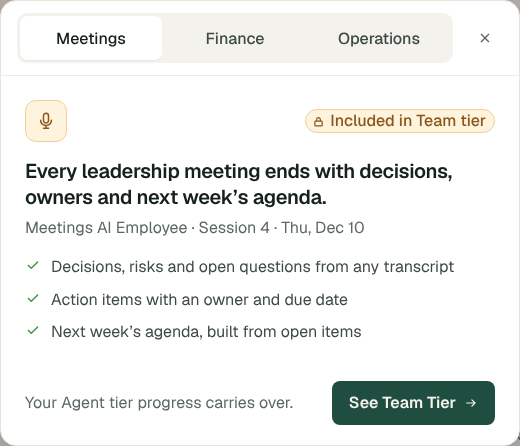 Meetings Finance Operations ×
Included in Team tier
Every leadership meeting ends with decisions,
owners and next week’s agenda.
Meetings AI Employee · Session 4 · Thu, Dec 10
Decisions, risks and open questions from any transcript
Action items with an owner and due date
Next week’s agenda, built from open items
Your Agent tier progress carries over.
See Team Tier →